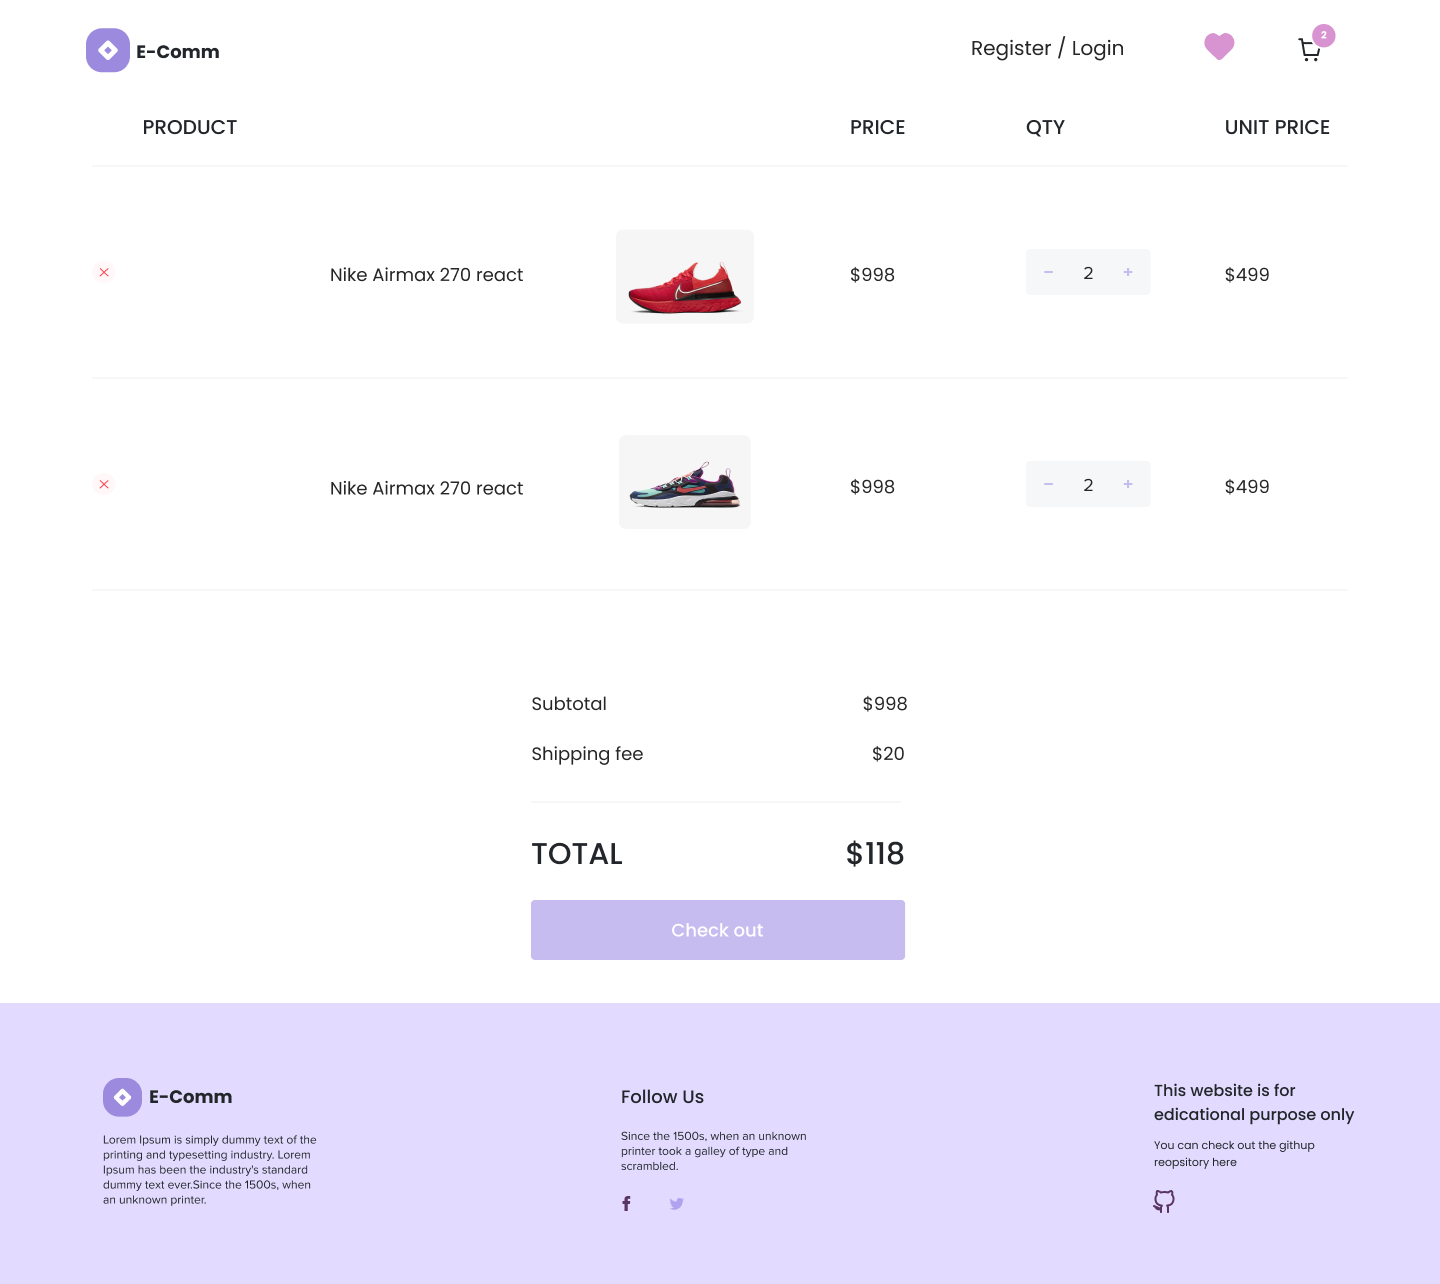 E-Comm
Register / Login
2
PRODUCT
PRICE
QTY
UNIT PRICE
Nike Airmax 270 react
$998
2
$499
Nike Airmax 270 react
$998
2
$499
Subtotal
$998
Shipping fee
$20
TOTAL
$118
Check out
E-Comm
Lorem Ipsum is simply dummy text of the
printing and typesetting industry. Lorem
Ipsum has been the industry's standard
dummy text ever.Since the 1500s, when
an unknown printer.
Follow Us
Since the 1500s, when an unknown
printer took a galley of type and
scrambled.
This website is for
edicational purpose only
You can check out the githup
reopsitory here